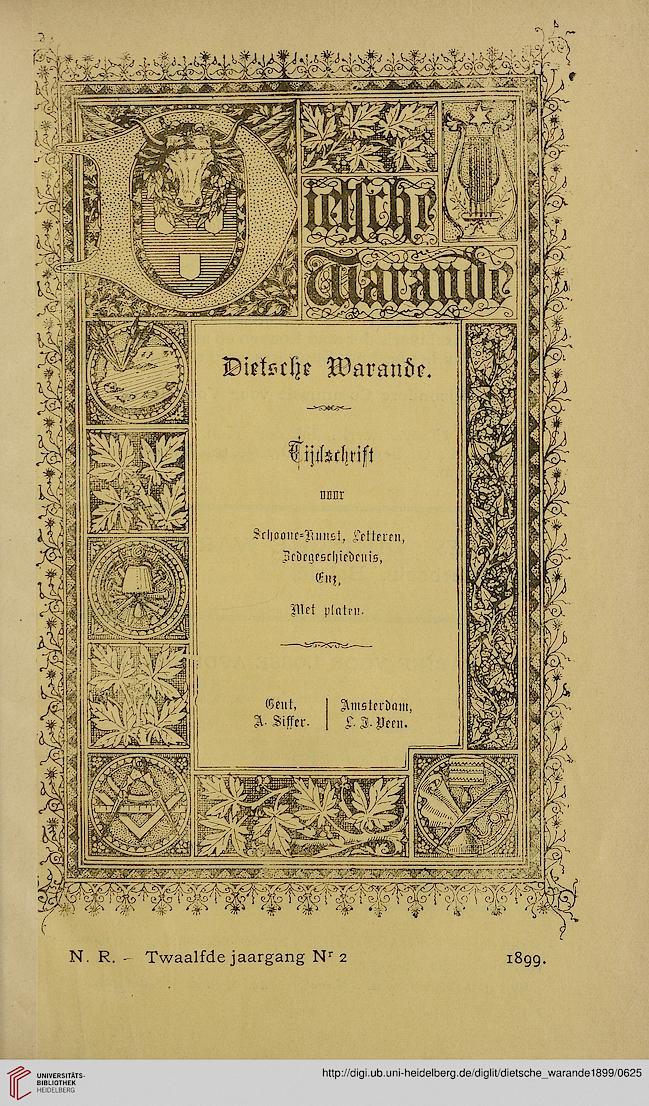 Dietsche
Warande
Dietsche Warande.
Tijdschrift
voor
Schoone-Kunst, Letteren,
Zedegeschiedenis,
Enz,
Met platen.
Gent,
A. Siffer.
Amsterdam,
L. J. Veen.
N. R. – Twaalfde jaargang Nr 2
1899.
UNIVERSITÄTS-
BIBLIOTHEK
HEIDELBERG
http://digi.ub.uni-heidelberg.de/diglit/dietsche_warande1899/0625